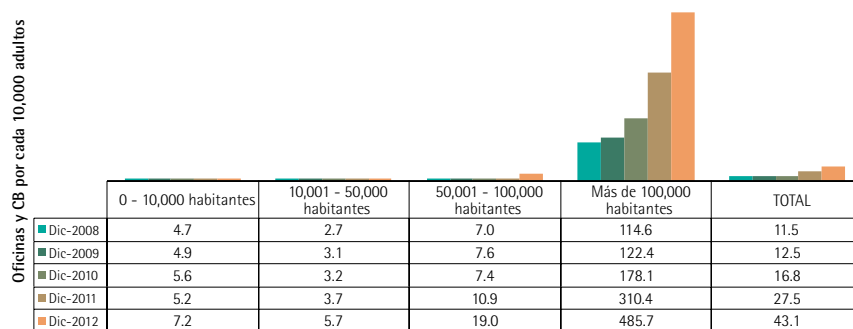 Oficinas y CB por cada 10,000 adultos
0 - 10,000 habitantes
10,001 - 50,000
habitantes
50,001 - 100,000
habitantes
Más de 100,000
habitantes
TOTAL
Dic-2008 4.7 2.7 7.0 114.6 11.5
Dic-2009 4.9 3.1 7.6 122.4 12.5
Dic-2010 5.6 3.2 7.4 178.1 16.8
Dic-2011 5.2 3.7 10.9 310.4 27.5
Dic-2012 7.2 5.7 19.0 485.7 43.1